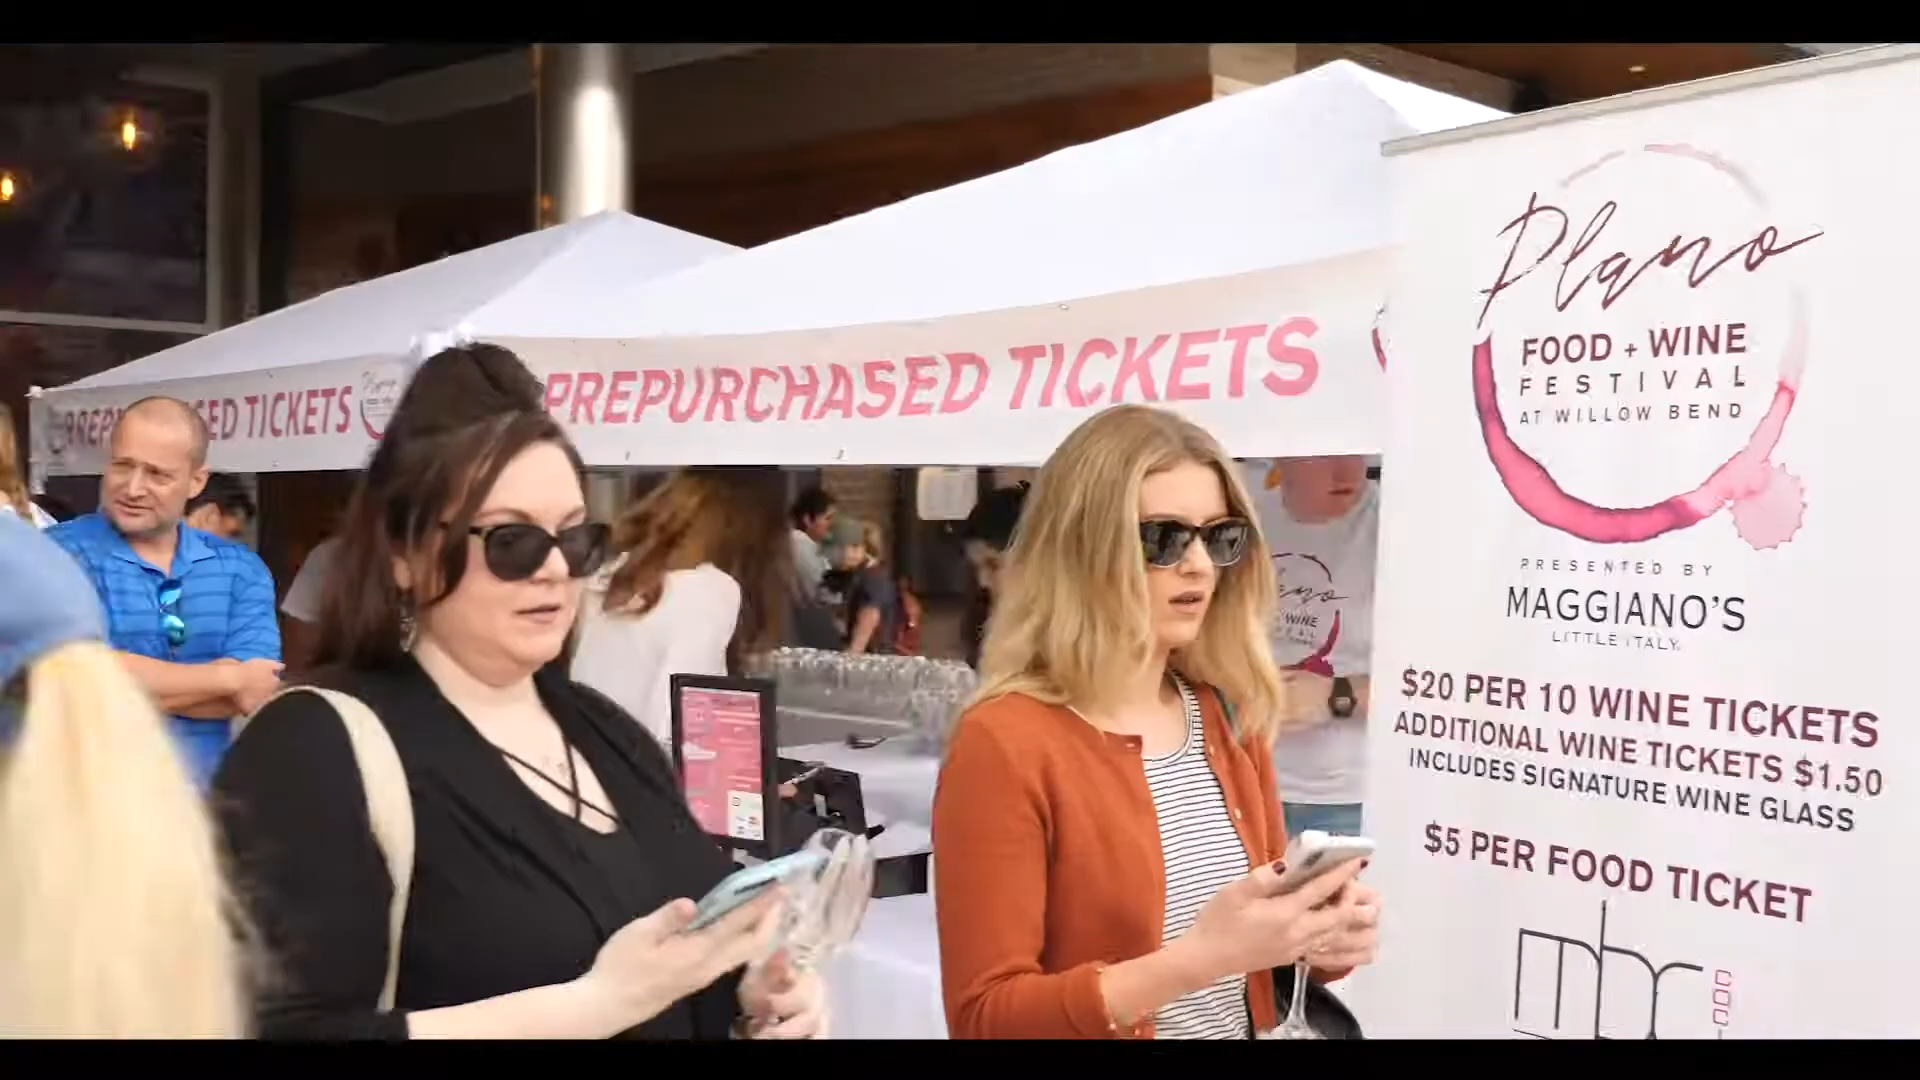 PREPURCHASED TICKETS
PREPURCHASED TICKETS
Plano
FOOD + WINE
FESTIVAL
AT WILLOW BEND
PRESENTED BY
MAGGIANO'S
LITTLE ITALY
$20 PER 10 WINE TICKETS
ADDITIONAL WINE TICKETS $1.50
INCLUDES SIGNATURE WINE GLASS
$5 PER FOOD TICKET